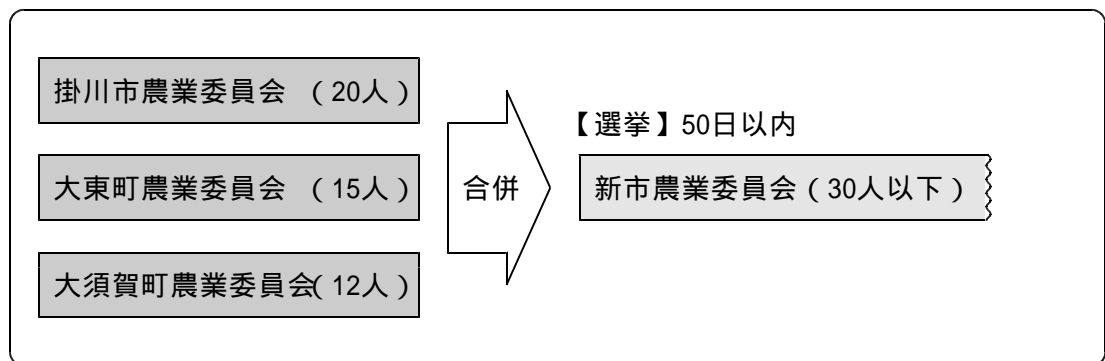 掛川市農業委員会 （20人）
大東町農業委員会 （15人）
大須賀町農業委員会（12人）
合併
【選挙】50日以内
新市農業委員会（30人以下）